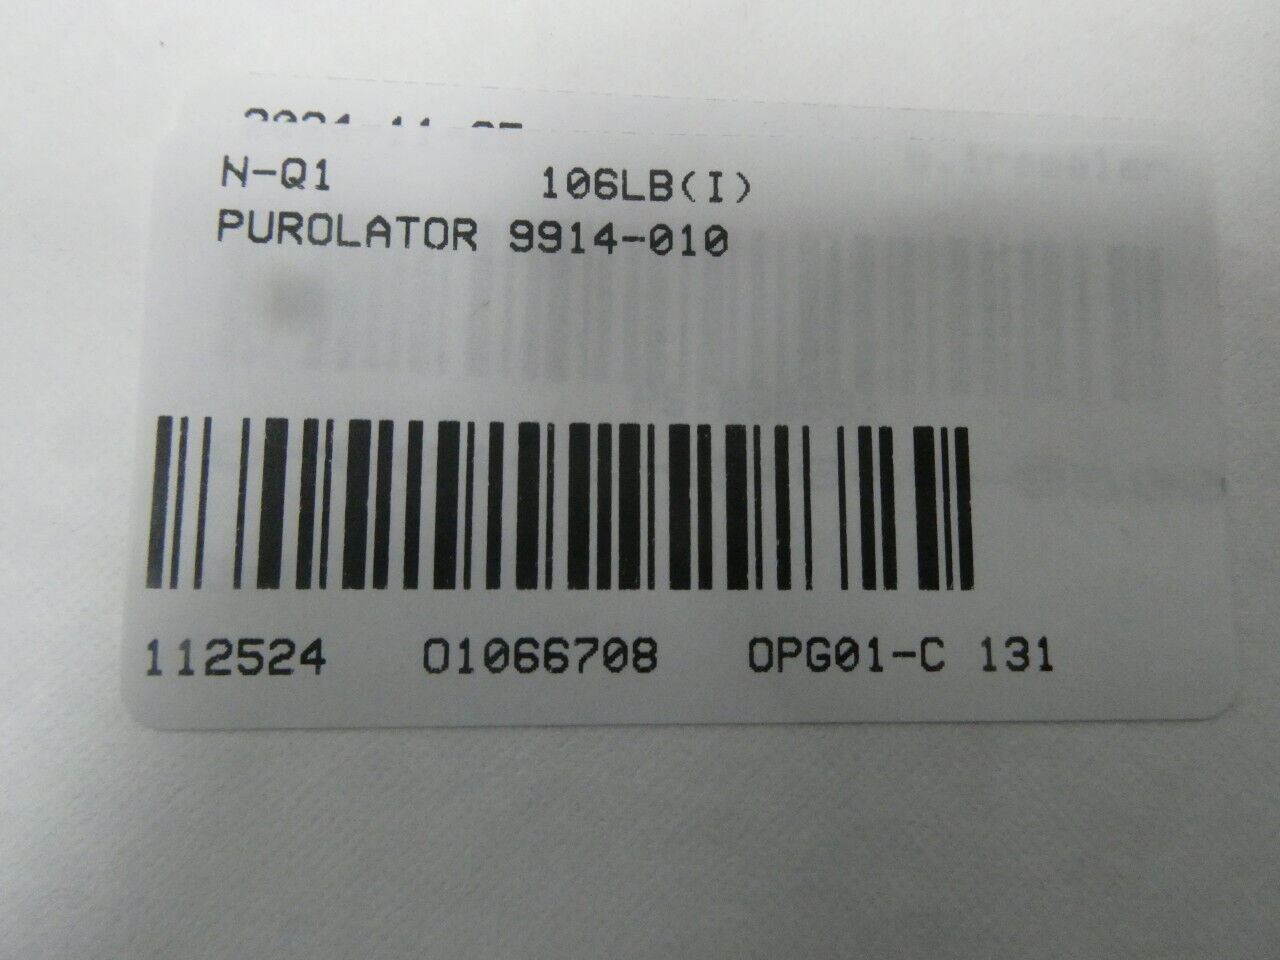 N-Q1 106LB(I)
PUROLATOR 9914-010
112524 01066708 OPG01-C 131